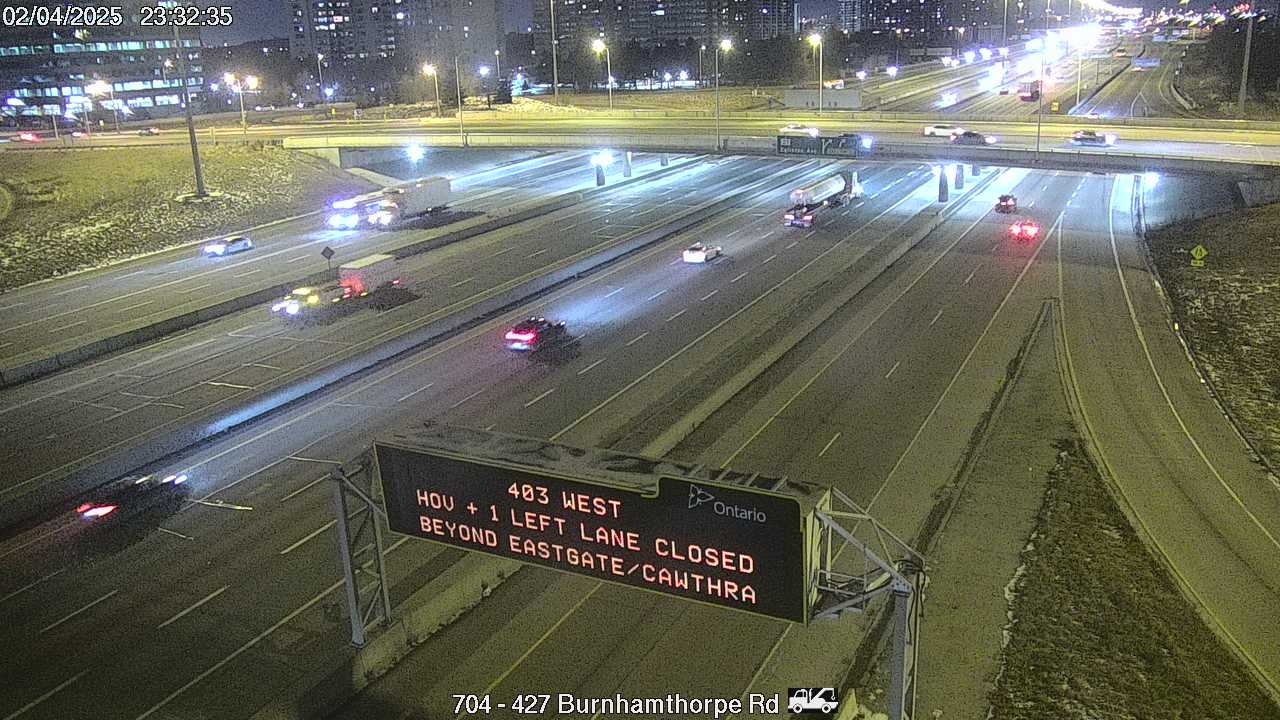 02/04/2025 23:32:35
403 WEST
Ontario
HOV + 1 LEFT LANE CLOSED
BEYOND EASTGATE/CAWTHRA
704 - 427 Burnhamthorpe Rd